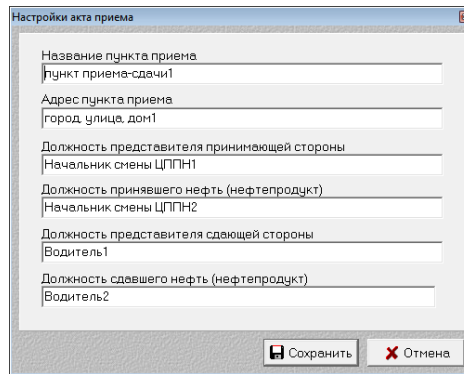 Настройки акта приема
Название пункта приема
пункт приема-сдачи1
Адрес пункта приема
город, улица, дом1
Должность представителя принимающей стороны
Начальник смены ЦППН1
Должность принявшего нефть (нефтепродукт)
Начальник смены ЦППН2
Должность представителя сдающей стороны
Водитель1
Должность сдавшего нефть (нефтепродукт)
Водитель2
Сохранить
Отмена